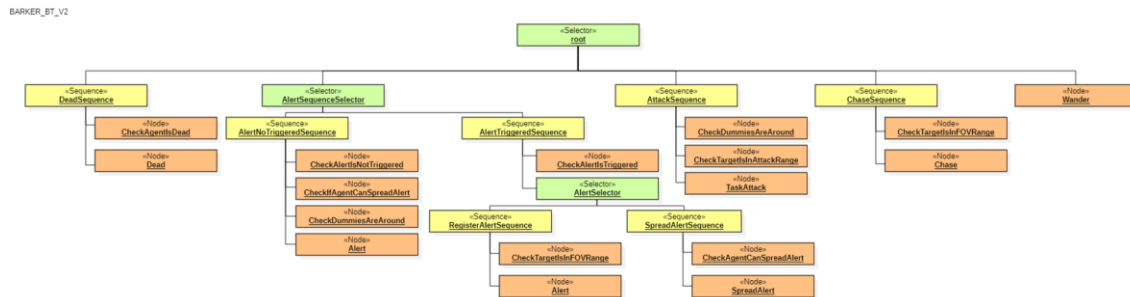 BARKER_BT_V2
«Selector»
root
«Sequence»
DeadSequence
«Selector»
AlertSequenceSelector
«Sequence»
AttackSequence
«Sequence»
ChaseSequence
«Node»
Wander
«Node»
CheckAgentIsDead
«Node»
Dead
«Sequence»
AlertNoTriggeredSequence
«Node»
CheckAlertIsNotTriggered
«Node»
CheckIfAgentCanSpreadAlert
«Node»
CheckDummiesAreAround
«Node»
Alert
«Sequence»
AlertTriggeredSequence
«Node»
CheckAlertIsTriggered
«Selector»
AlertSelector
«Sequence»
RegisterAlertSequence
«Node»
CheckTargetIsInFOVRange
«Node»
Alert
«Sequence»
SpreadAlertSequence
«Node»
CheckAgentCanSpreadAlert
«Node»
SpreadAlert
«Node»
CheckDummiesAreAround
«Node»
CheckTargetIsInAttackRange
«Node»
TaskAttack
«Node»
CheckTargetIsInFOVRange
«Node»
Chase